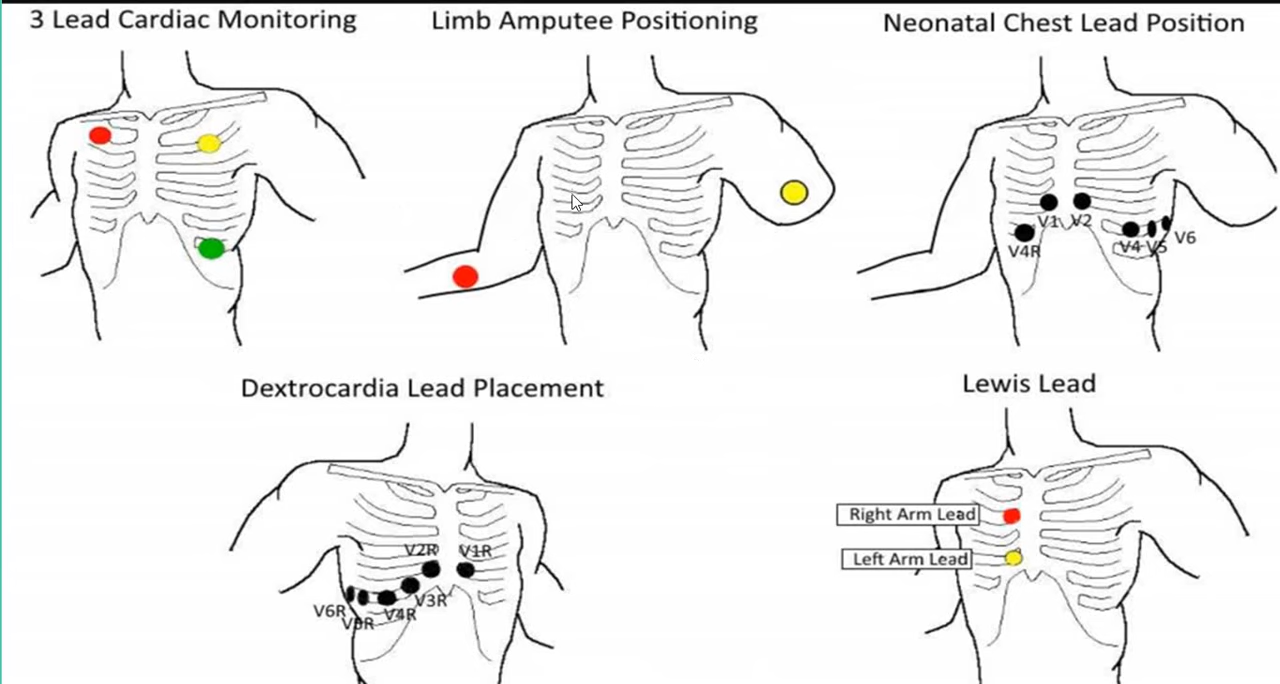 3 Lead Cardiac Monitoring
Limb Amputee Positioning
Neonatal Chest Lead Position
V1 V2
V4R
V4 V5 V6
Dextrocardia Lead Placement
Lewis Lead
V2R V1R
V3R
V4R
V5R
V6R
Right Arm Lead
Left Arm Lead